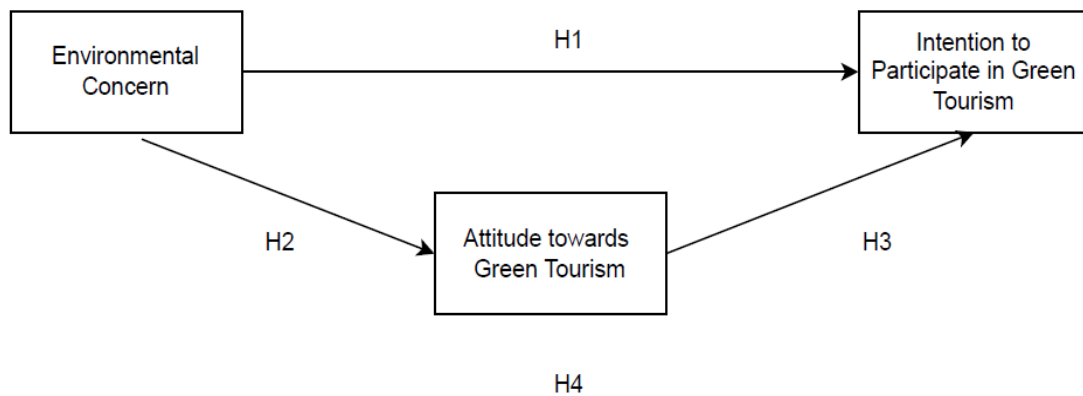 Environmental
Concern
H1
Intention to
Participate in Green
Tourism
H2
Attitude towards
Green Tourism
H3
H4